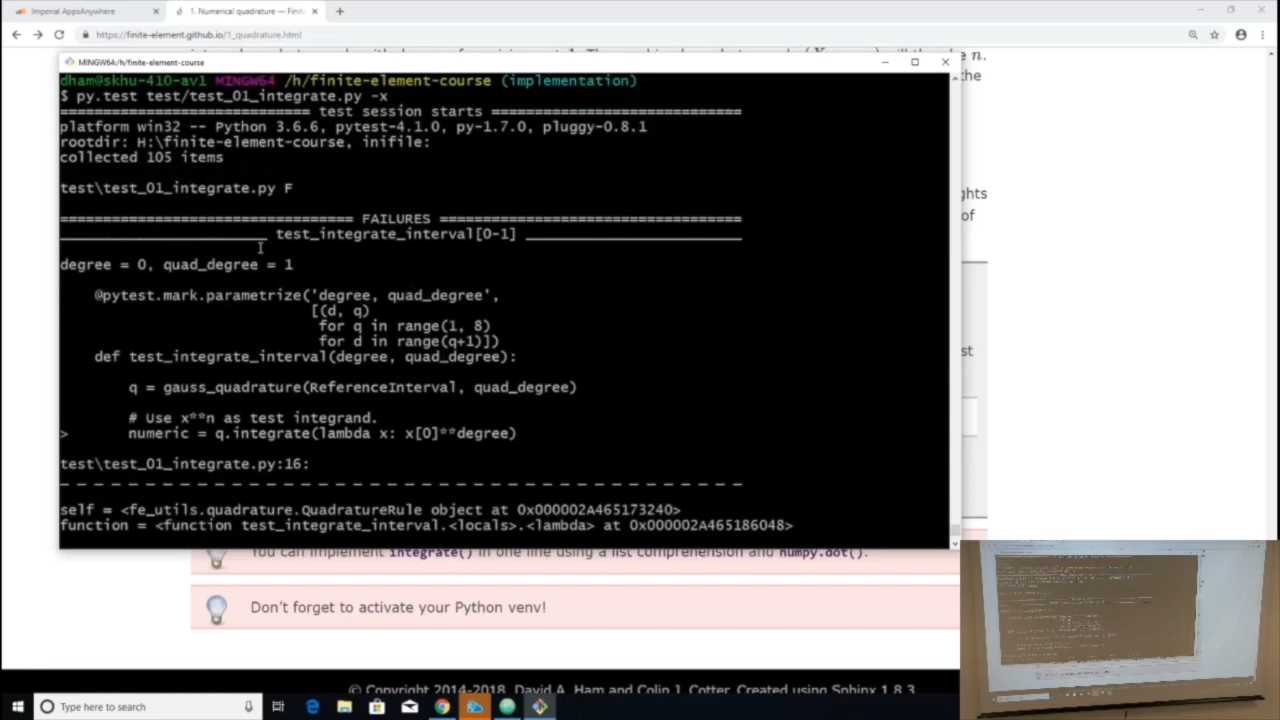 Imperial AppsAnywhere
1. Numerical quadrature — Fini
https://finite-element.github.io/1_quadrature.html
n.
the
MINGW64:/h/finite-element-course
dham@skhu-410-av1 MINGW64 /h/finite-element-course (implementation)
$ py.test test/test_01_integrate.py -x
============================= test session starts =============================
platform win32 -- Python 3.6.6, pytest-4.1.0, py-1.7.0, pluggy-0.8.1
rootdir: H:\finite-element-course, inifile:
collected 105 items
test\test_01_integrate.py F
ghts
of
================================== FAILURES ===================================
________________________ test_integrate_interval[0-1] _________________________
degree = 0, quad_degree = 1
@pytest.mark.parametrize('degree, quad_degree',
[(d, q)
for q in range(1, 8)
for d in range(q+1)])
st
def test_integrate_interval(degree, quad_degree):
q = gauss_quadrature(ReferenceInterval, quad_degree)
# Use x**n as test integrand.
> numeric = q.integrate(lambda x: x[0]**degree)
test\test_01_integrate.py:16:
_ _ _ _ _ _ _ _ _ _ _ _ _ _ _ _ _ _ _ _ _ _ _ _ _ _ _ _ _ _ _ _ _ _ _ _ _ _ _ _
self = <fe_utils.quadrature.QuadratureRule object at 0x000002A465173240>
function = <function test_integrate_interval.<locals>.<lambda> at 0x000002A465186048>
You can implement integrate() in one line using a list comprehension and numpy.dot().
Don't forget to activate your Python venv!
© Copyright 2014-2018, David A. Ham and Colin J. Cotter. Created using Sphinx 1.8.3.
Type here to search